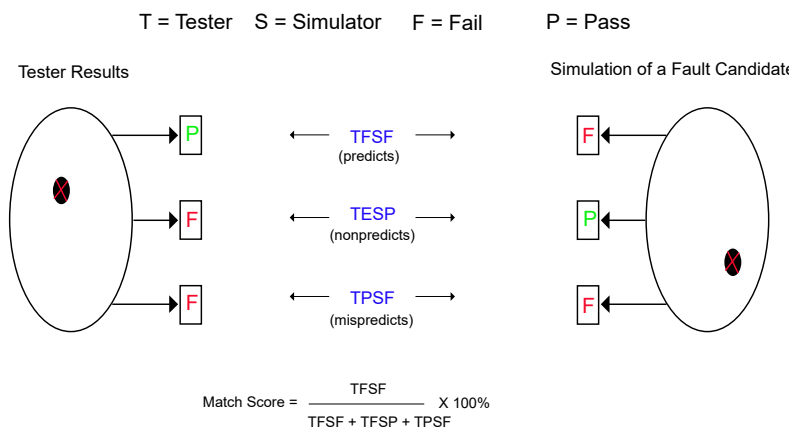 T = Tester S = Simulator F = Fail P = Pass
Tester Results
Simulation of a Fault Candidate
P
TFSF
(predicts)
F
X
F
TESP
(nonpredicts)
P
X
F
TPSF
(mispredicts)
F
Match Score = TFSF X 100%
TFSF + TFSP + TPSF